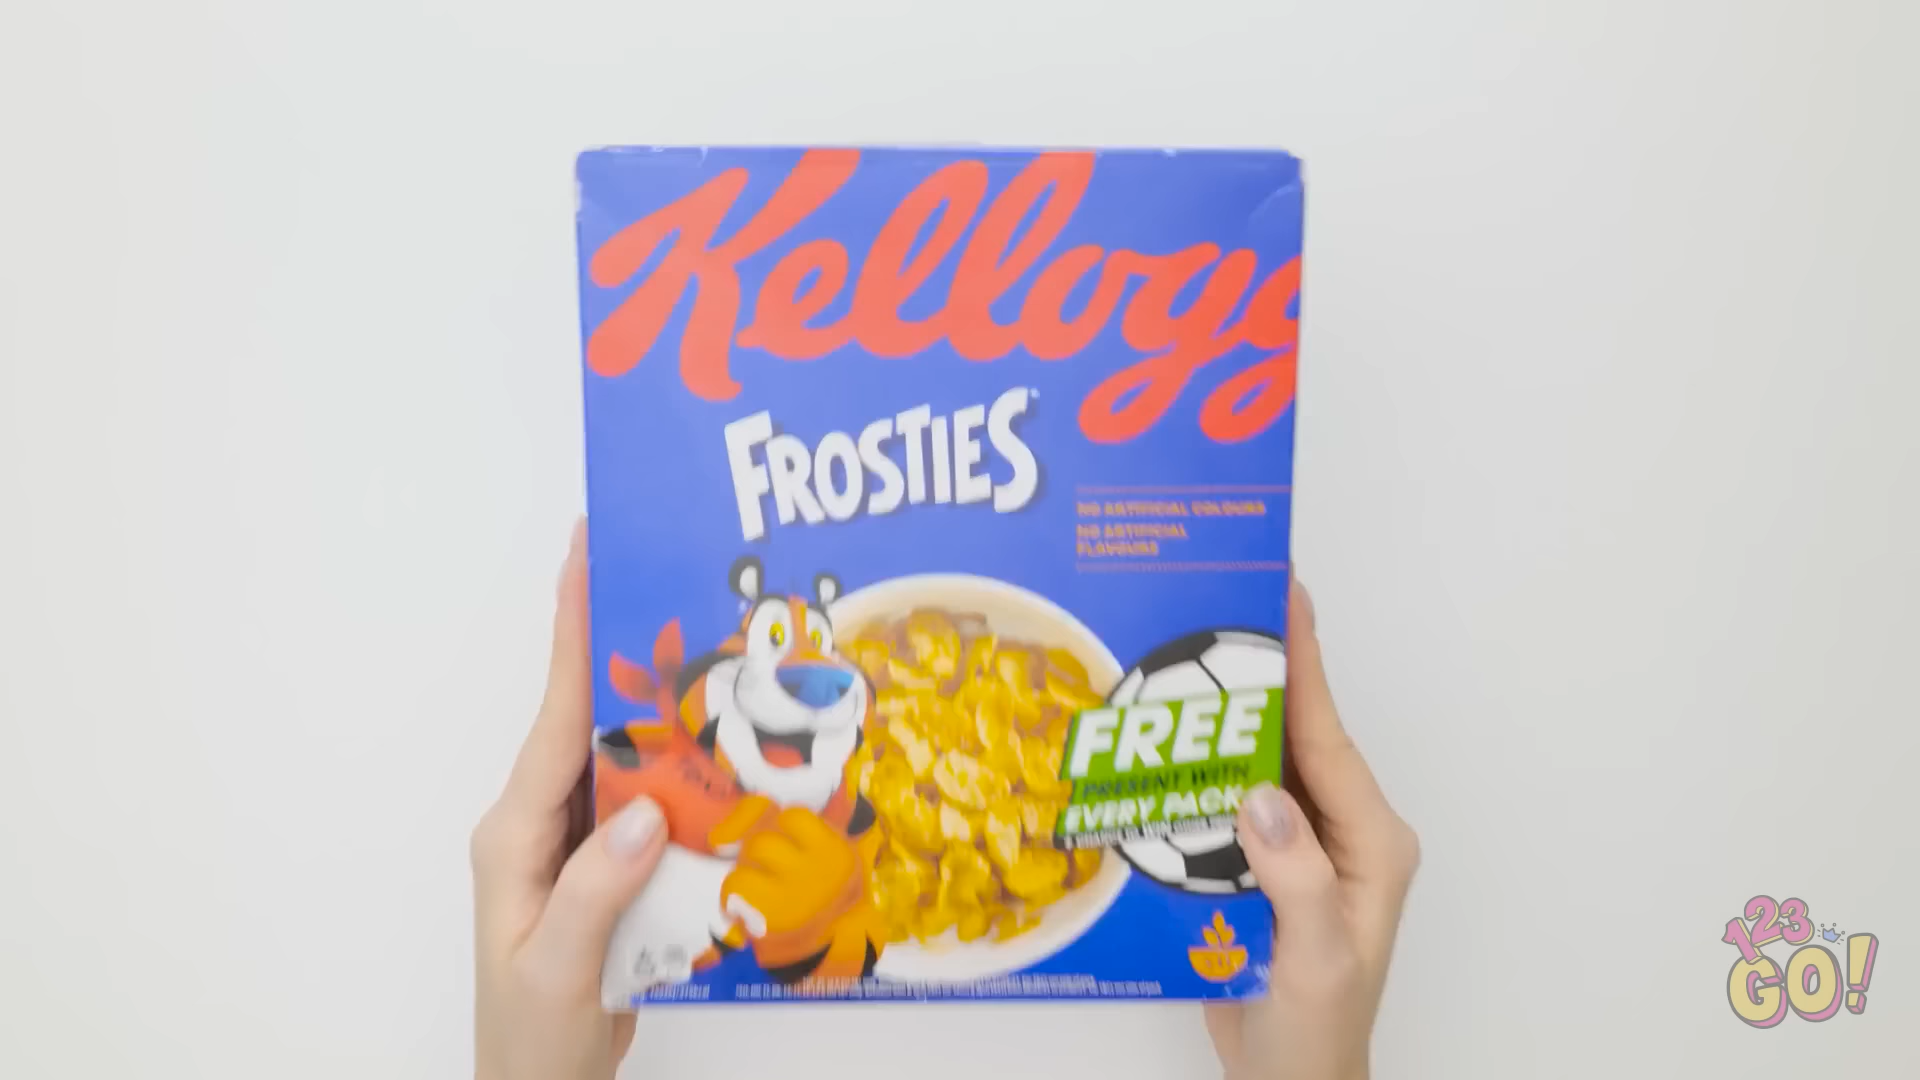 Kellogg
FROSTIES
NO ARTIFICIAL COLOURS
NO ARTIFICIAL
FLAVOURS
FREE
PRESENT WITH
EVERY PACK
123
GO!